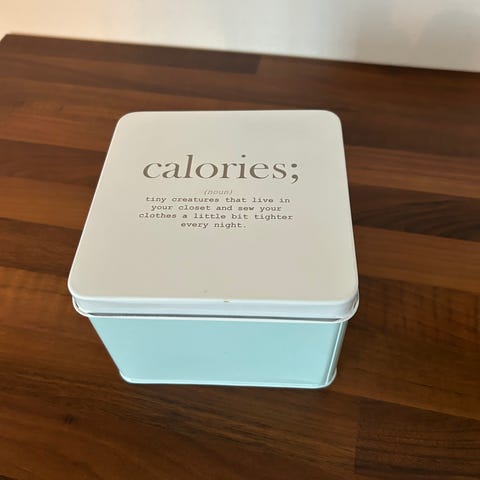 calories;
(noun)
tiny creatures that live in
your closet and sew your
clothes a little bit tighter
every night.